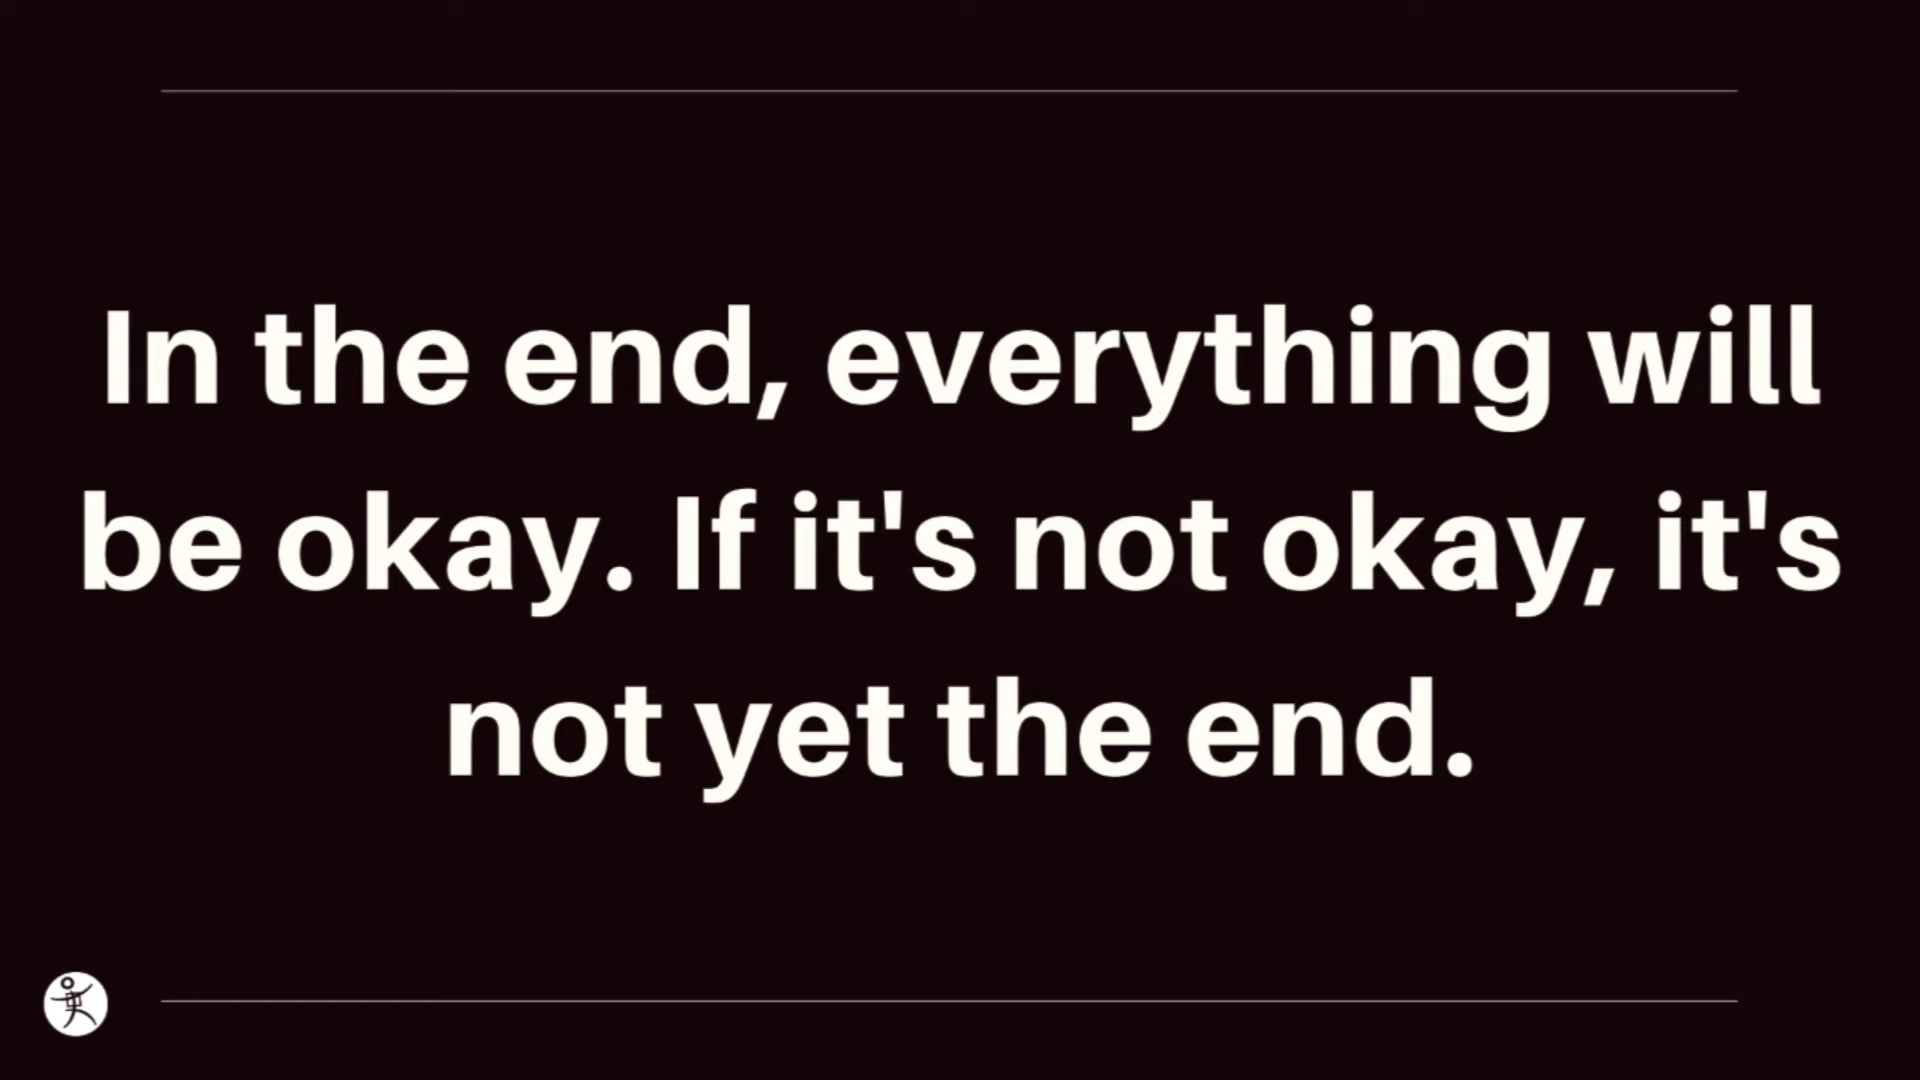 In the end, everything will
be okay. If it's not okay, it's
not yet the end.